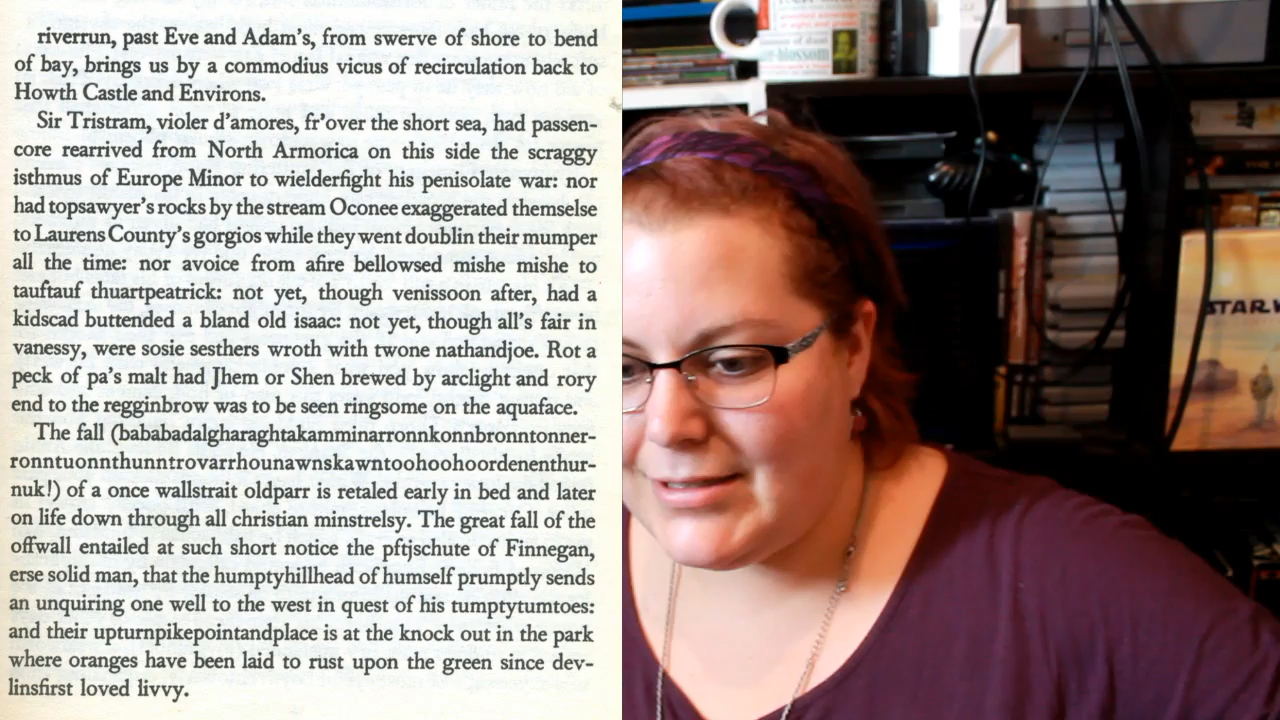 riverrun, past Eve and Adam's, from swerve of shore to bend
of bay, brings us by a commodius vicus of recirculation back to
Howth Castle and Environs.
Sir Tristram, violer d'amores, fr'over the short sea, had passen-
core rearrived from North Armorica on this side the scraggy
isthmus of Europe Minor to wielderfight his penisolate war: nor
had topsawyer's rocks by the stream Oconee exaggerated themselse
to Laurens County's gorgios while they went doublin their mumper
all the time: nor avoice from afire bellowsed mishe mishe to
tauftauf thuartpeatrick: not yet, though venissoon after, had a
kidscad buttended a bland old isaac: not yet, though all's fair in
vanessy, were sosie sesthers wroth with twone nathandjoe. Rot a
peck of pa's malt had Jhem or Shen brewed by arclight and rory
end to the regginbrow was to be seen ringsome on the aquaface.
The fall (bababadalgharaghtakamminarronnkonnbronntonner-
ronntuonnthunntrovarrhounawnskawntoohoohoordenenthur-
nuk!) of a once wallstrait oldparr is retaled early in bed and later
on life down through all christian minstrelsy. The great fall of the
offwall entailed at such short notice the pftjschute of Finnegan,
erse solid man, that the humptyhillhead of humself prumptly sends
an unquiring one well to the west in quest of his tumptytumtoes:
and their upturnpikepointandplace is at the knock out in the park
where oranges have been laid to rust upon the green since dev-
linsfirst loved livvy.
blossom
STAR